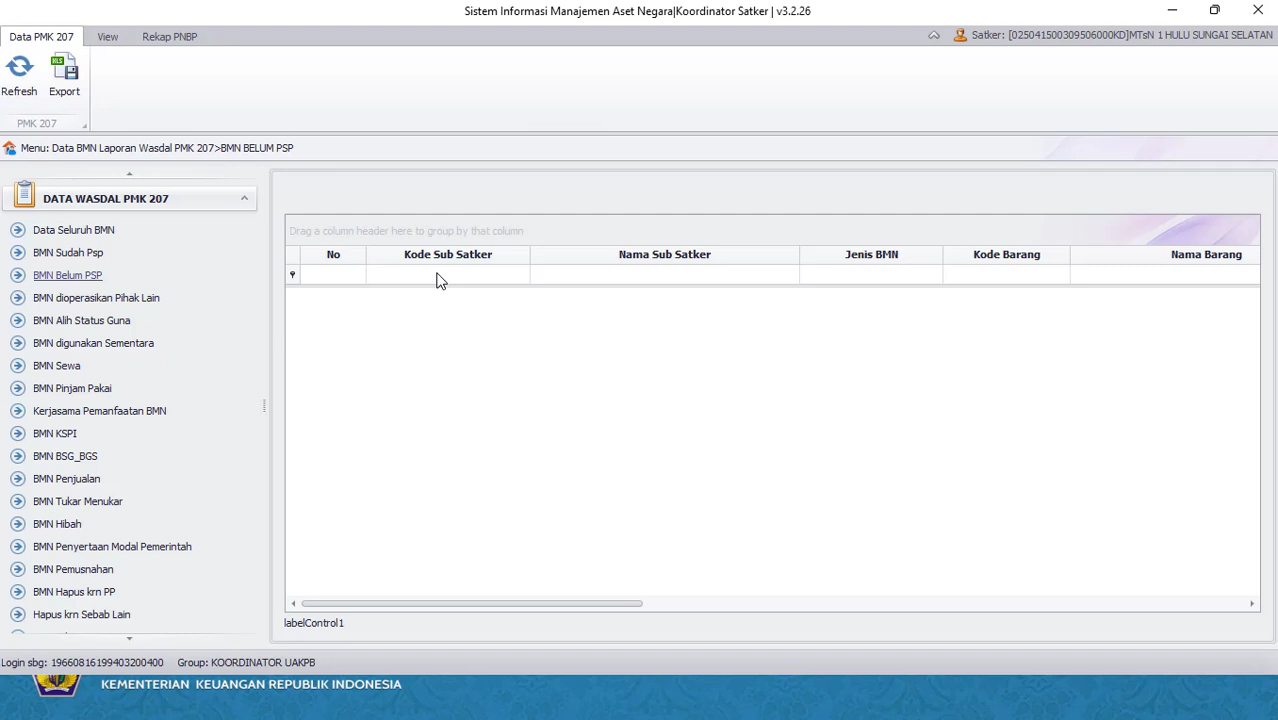 Sistem Informasi Manajemen Aset Negara|Koordinator Satker | v3.2.26
Data PMK 207 View Rekap PNBP Satker: [025041500309506000KD]MTsN 1 HULU SUNGAI SELATAN
XLS
Refresh Export
PMK 207
Menu: Data BMN Laporan Wasdal PMK 207>BMN BELUM PSP
DATA WASDAL PMK 207
Data Seluruh BMN
BMN Sudah Psp
BMN Belum PSP
BMN dioperasikan Pihak Lain
BMN Alih Status Guna
BMN digunakan Sementara
BMN Sewa
BMN Pinjam Pakai
Kerjasama Pemanfaatan BMN
BMN KSPI
BMN BSG_BGS
BMN Penjualan
BMN Tukar Menukar
BMN Hibah
BMN Penyertaan Modal Pemerintah
BMN Pemusnahan
BMN Hapus krn PP
Hapus krn Sebab Lain
Drag a column header here to group by that column
No Kode Sub Satker Nama Sub Satker Jenis BMN Kode Barang Nama Barang
labelControl1
Login sbg: 196608161994032004​00 Group: KOORDINATOR UAKPB
KEMENTERIAN KEUANGAN REPUBLIK INDONESIA